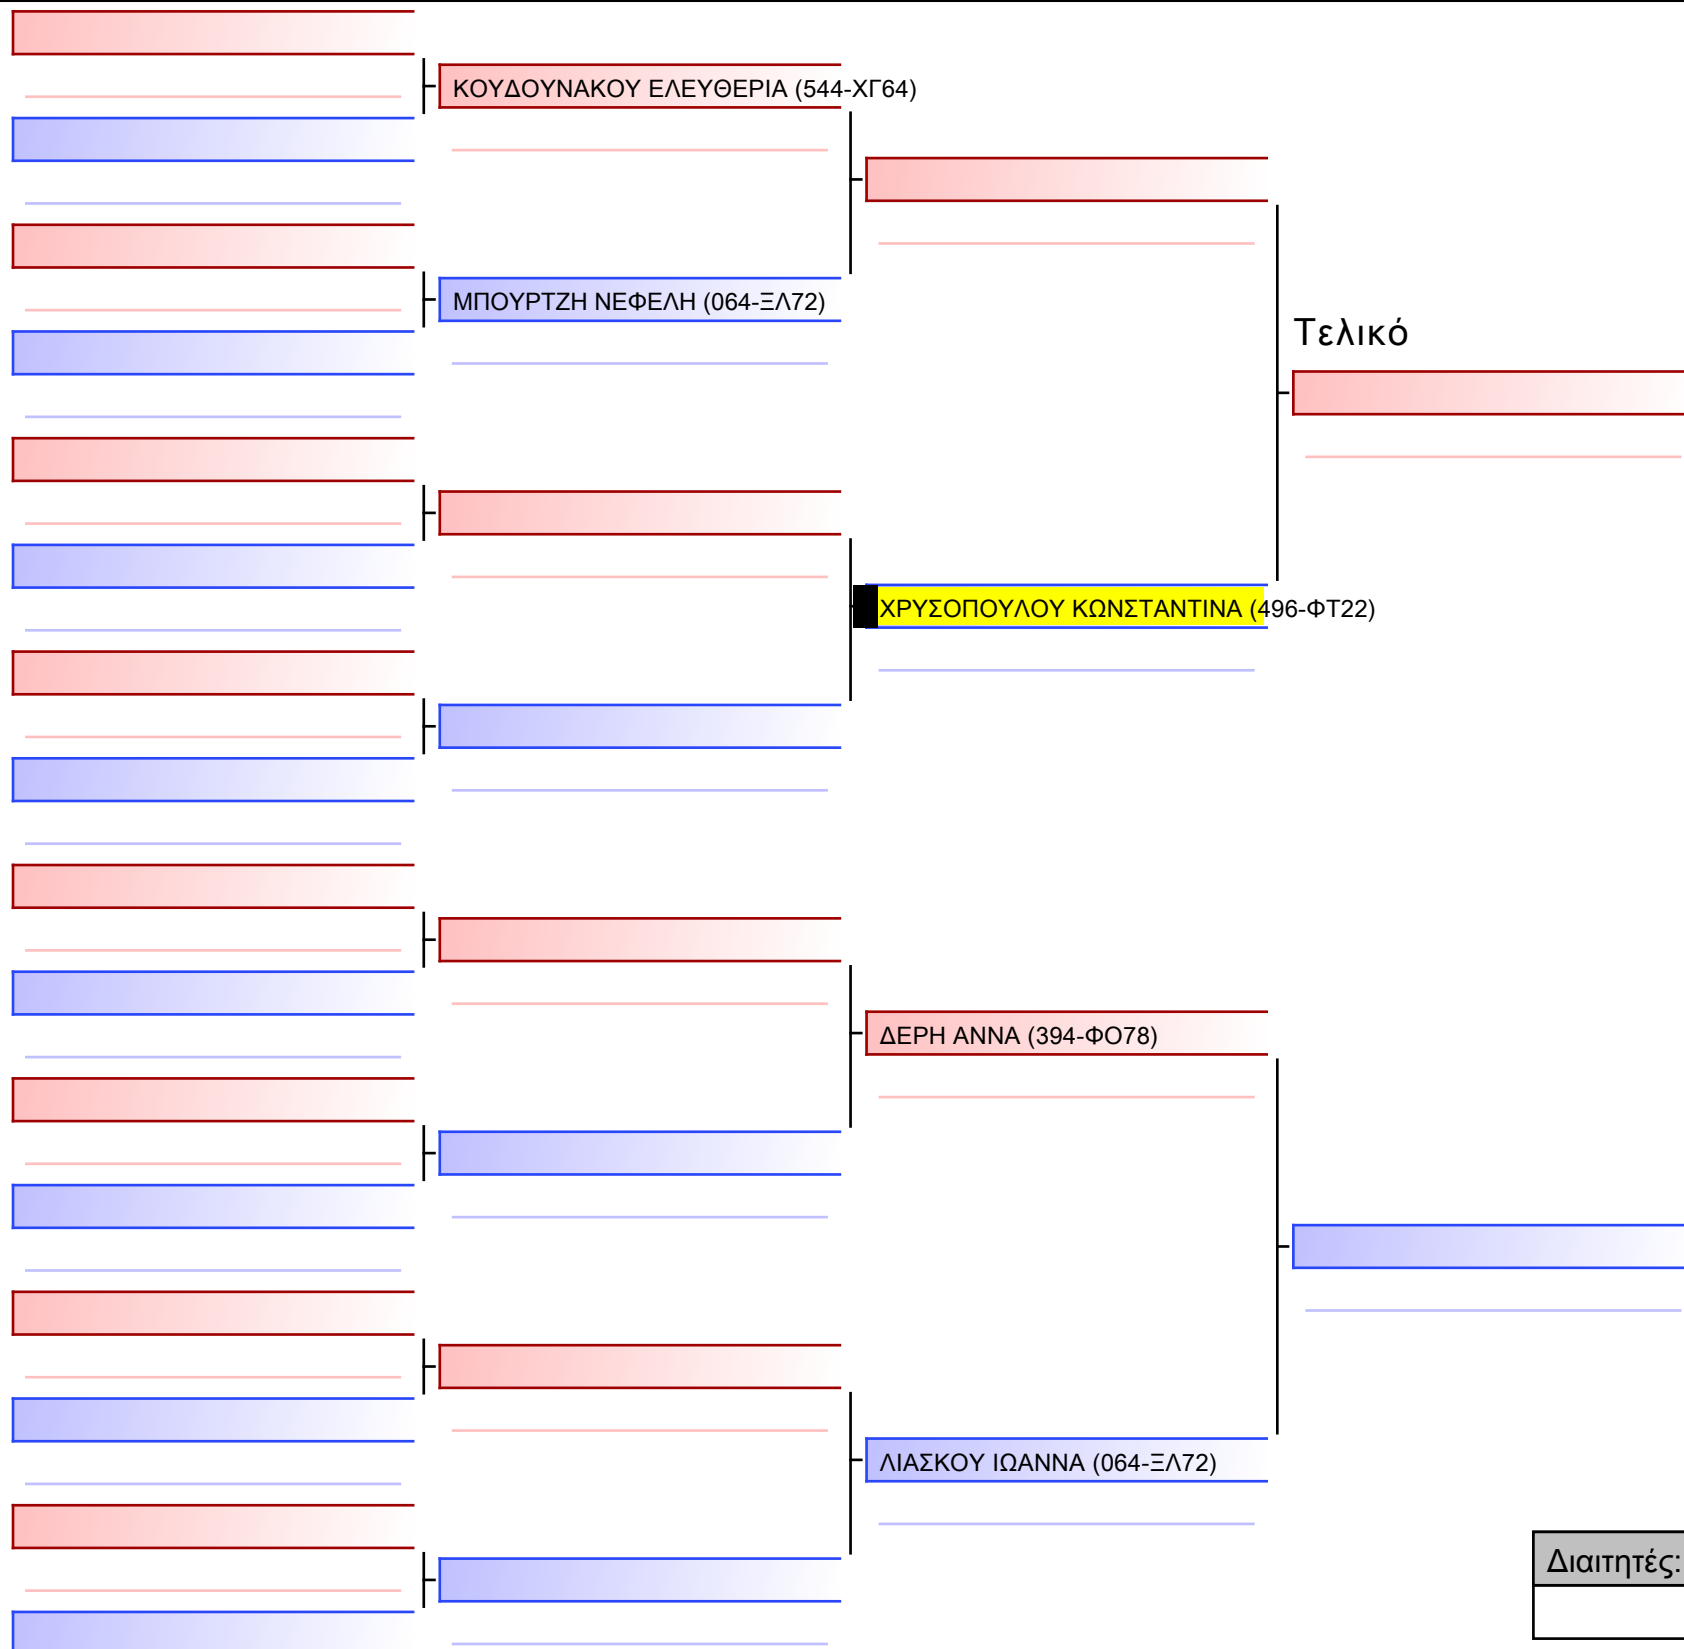 ΚΟΥΔΟΥΝΑΚΟΥ ΕΛΕΥΘΕΡΙΑ (544-ΧΓ64)
ΜΠΟΥΡΤΖΗ ΝΕΦΕΛΗ (064-ΞΛ72)
Τελικό
ΧΡΥΣΟΠΟΥΛΟΥ ΚΩΝΣΤΑΝΤΙΝΑ (496-ΦΤ22)
ΔΕΡΗ ΑΝΝΑ (394-ΦΟ78)
ΛΙΑΣΚΟΥ ΙΩΑΝΝΑ (064-ΞΛ72)
Διαιτητές: